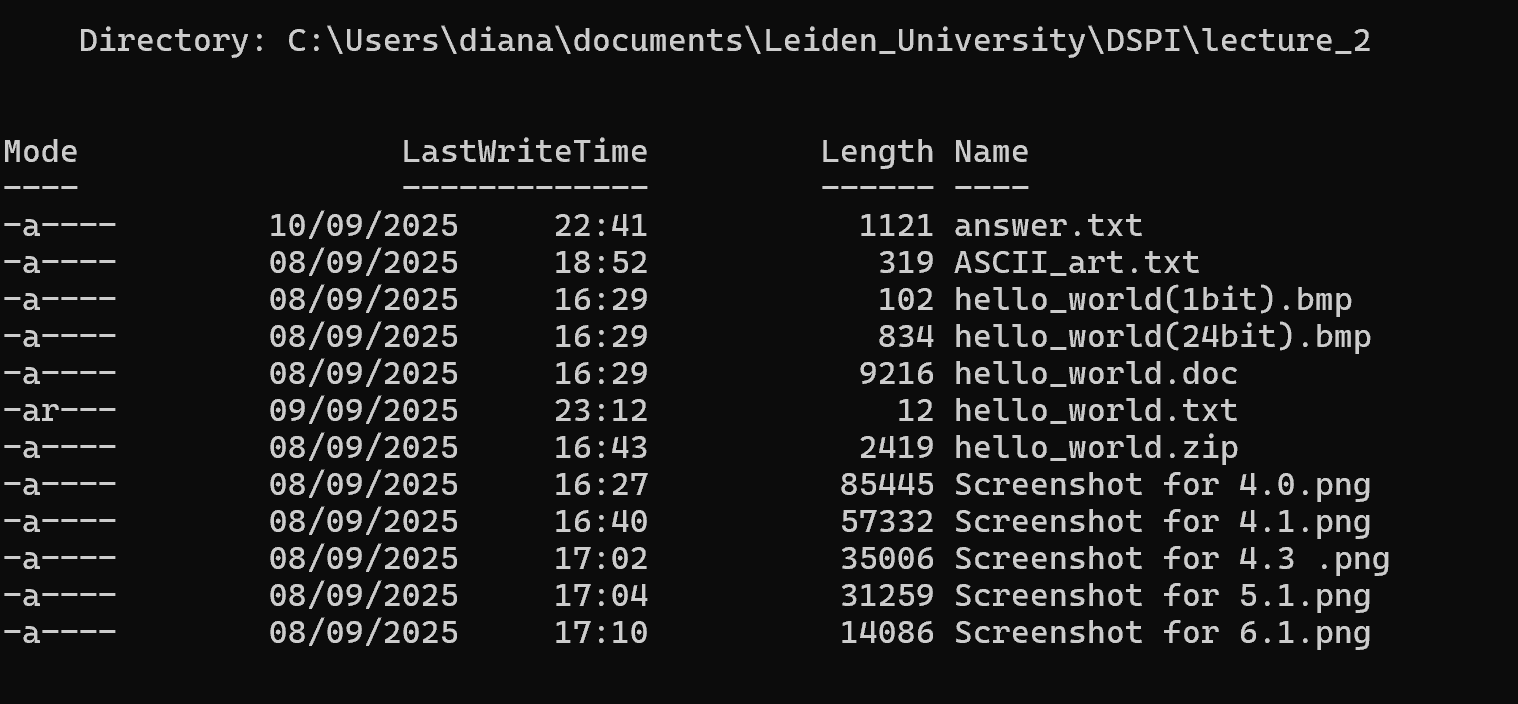 Directory: C:\Users\diana\documents\Leiden_University\DSPI\lecture_2
Mode LastWriteTime Length Name
---- ------------- ------ ----
-a---- 10/09/2025 22:41 1121 answer.txt
-a---- 08/09/2025 18:52 319 ASCII_art.txt
-a---- 08/09/2025 16:29 102 hello_world(1bit).bmp
-a---- 08/09/2025 16:29 834 hello_world(24bit).bmp
-a---- 08/09/2025 16:29 9216 hello_world.doc
-ar--- 09/09/2025 23:12 12 hello_world.txt
-a---- 08/09/2025 16:43 2419 hello_world.zip
-a---- 08/09/2025 16:27 85445 Screenshot for 4.0.png
-a---- 08/09/2025 16:40 57332 Screenshot for 4.1.png
-a---- 08/09/2025 17:02 35006 Screenshot for 4.3 .png
-a---- 08/09/2025 17:04 31259 Screenshot for 5.1.png
-a---- 08/09/2025 17:10 14086 Screenshot for 6.1.png